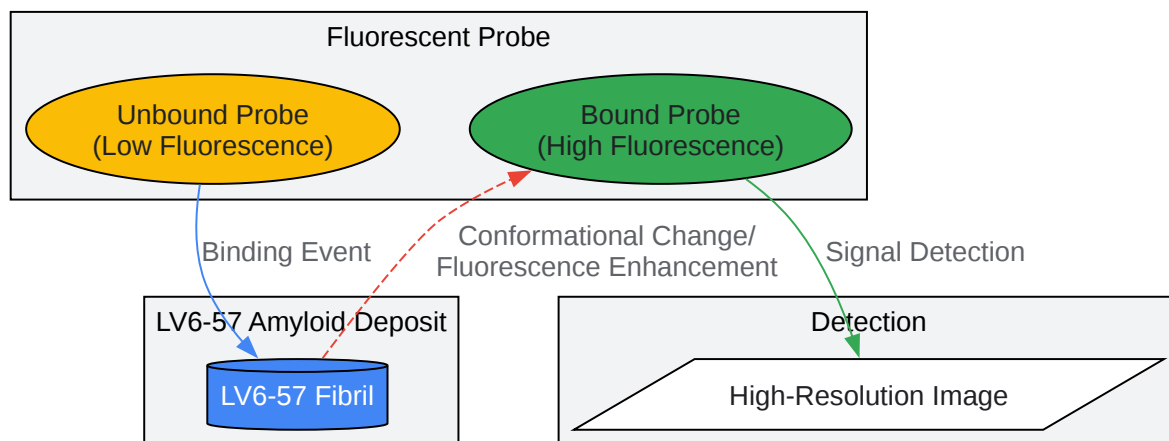 Fluorescent Probe
Unbound Probe
(Low Fluorescence)
Bound Probe
(High Fluorescence)
Binding Event
Conformational Change/
Fluorescence Enhancement
Signal Detection
LV6-57 Amyloid Deposit
LV6-57 Fibril
Detection
High-Resolution Image